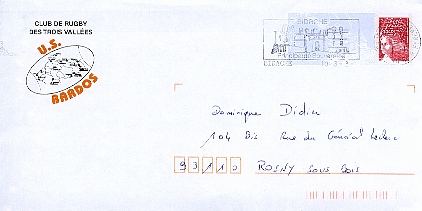 CLUB DE RUGBY
DES TROIS VALLÉES
U.S.
BARDOS
BIDACHE
Dominique Didier
104 Bis Rue du Général Leclerc
93110 ROSNY SOUS BOIS